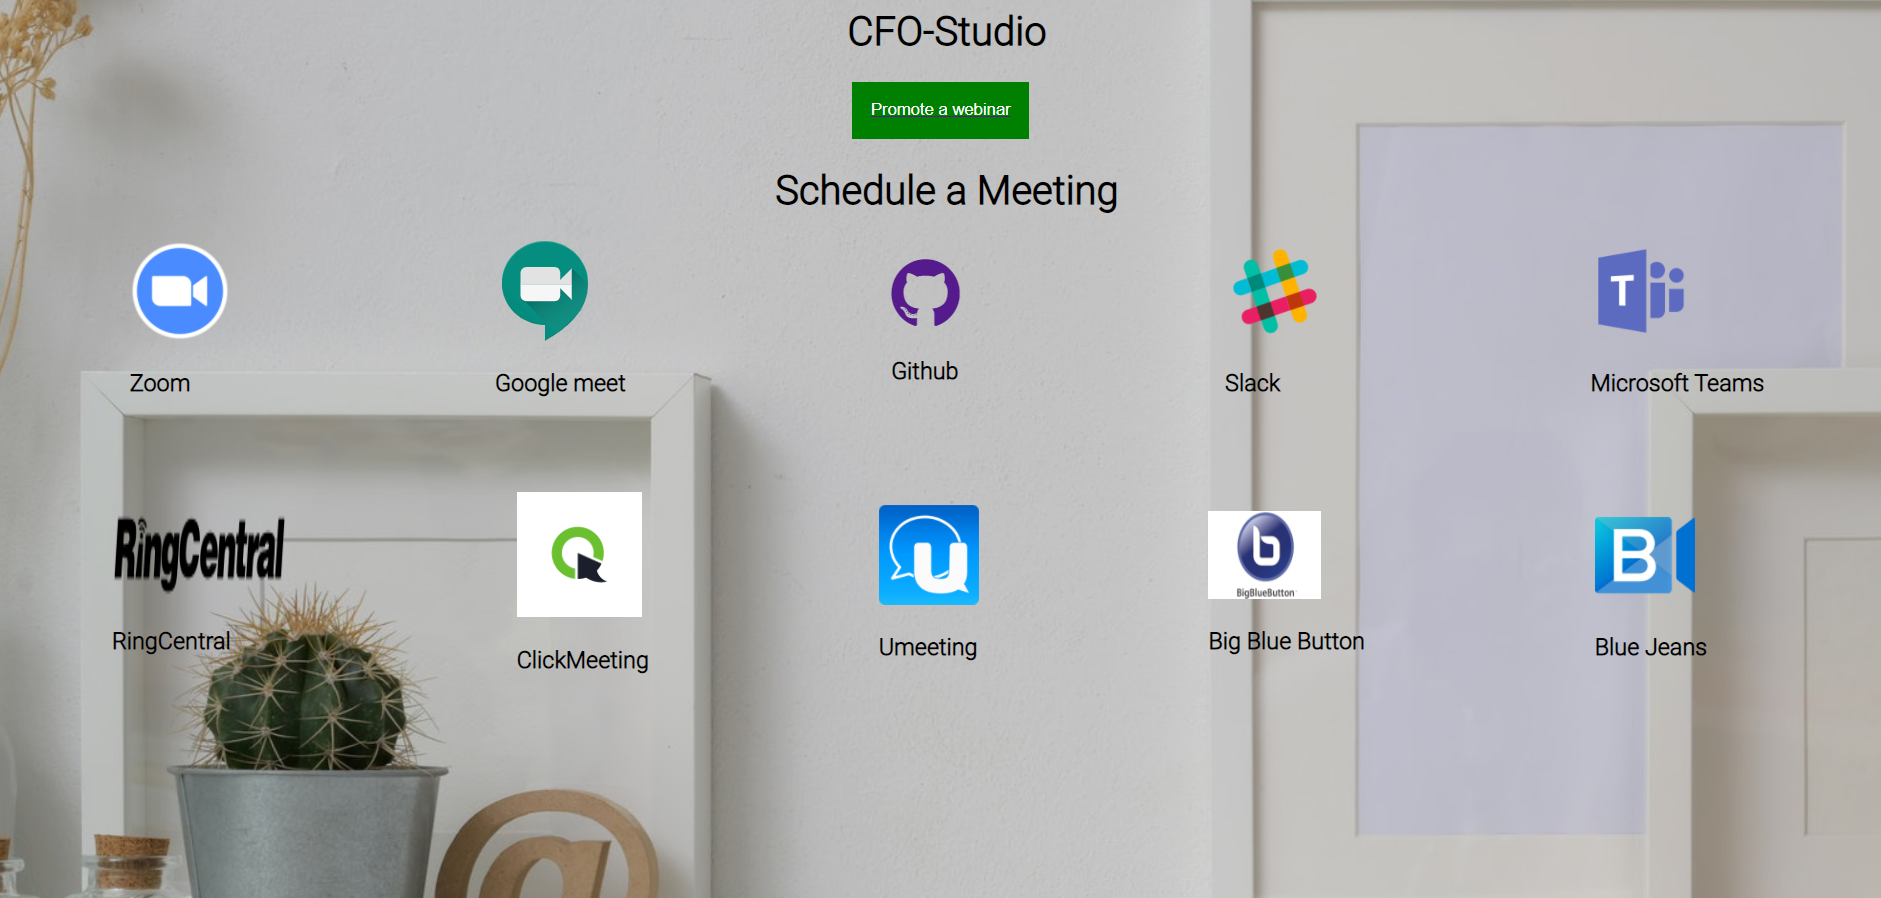 CFO-Studio
Promote a webinar
Schedule a Meeting
T
Zoom
Google meet
Github
Slack
Microsoft Teams
RingCentral
U
b
BigBlueButton
B
RingCentral
ClickMeeting
Umeeting
Big Blue Button
Blue Jeans
@